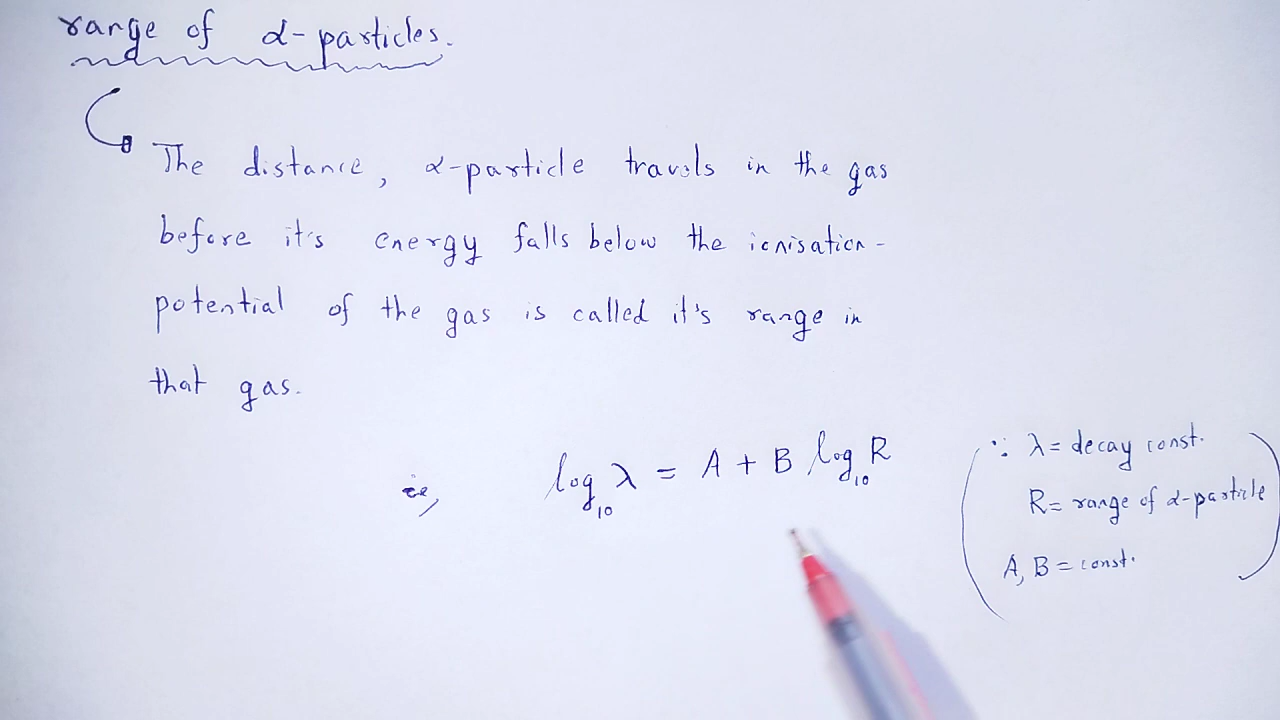 range of α-particles.
The distance, α-particle travels in the gas
before it's energy falls below the ionisation-
potential of the gas is called it's range in
that gas.
ie, log₁₀ λ = A + B log₁₀ R
(∵ λ = decay const.
R = range of α-particle
A, B = const.)